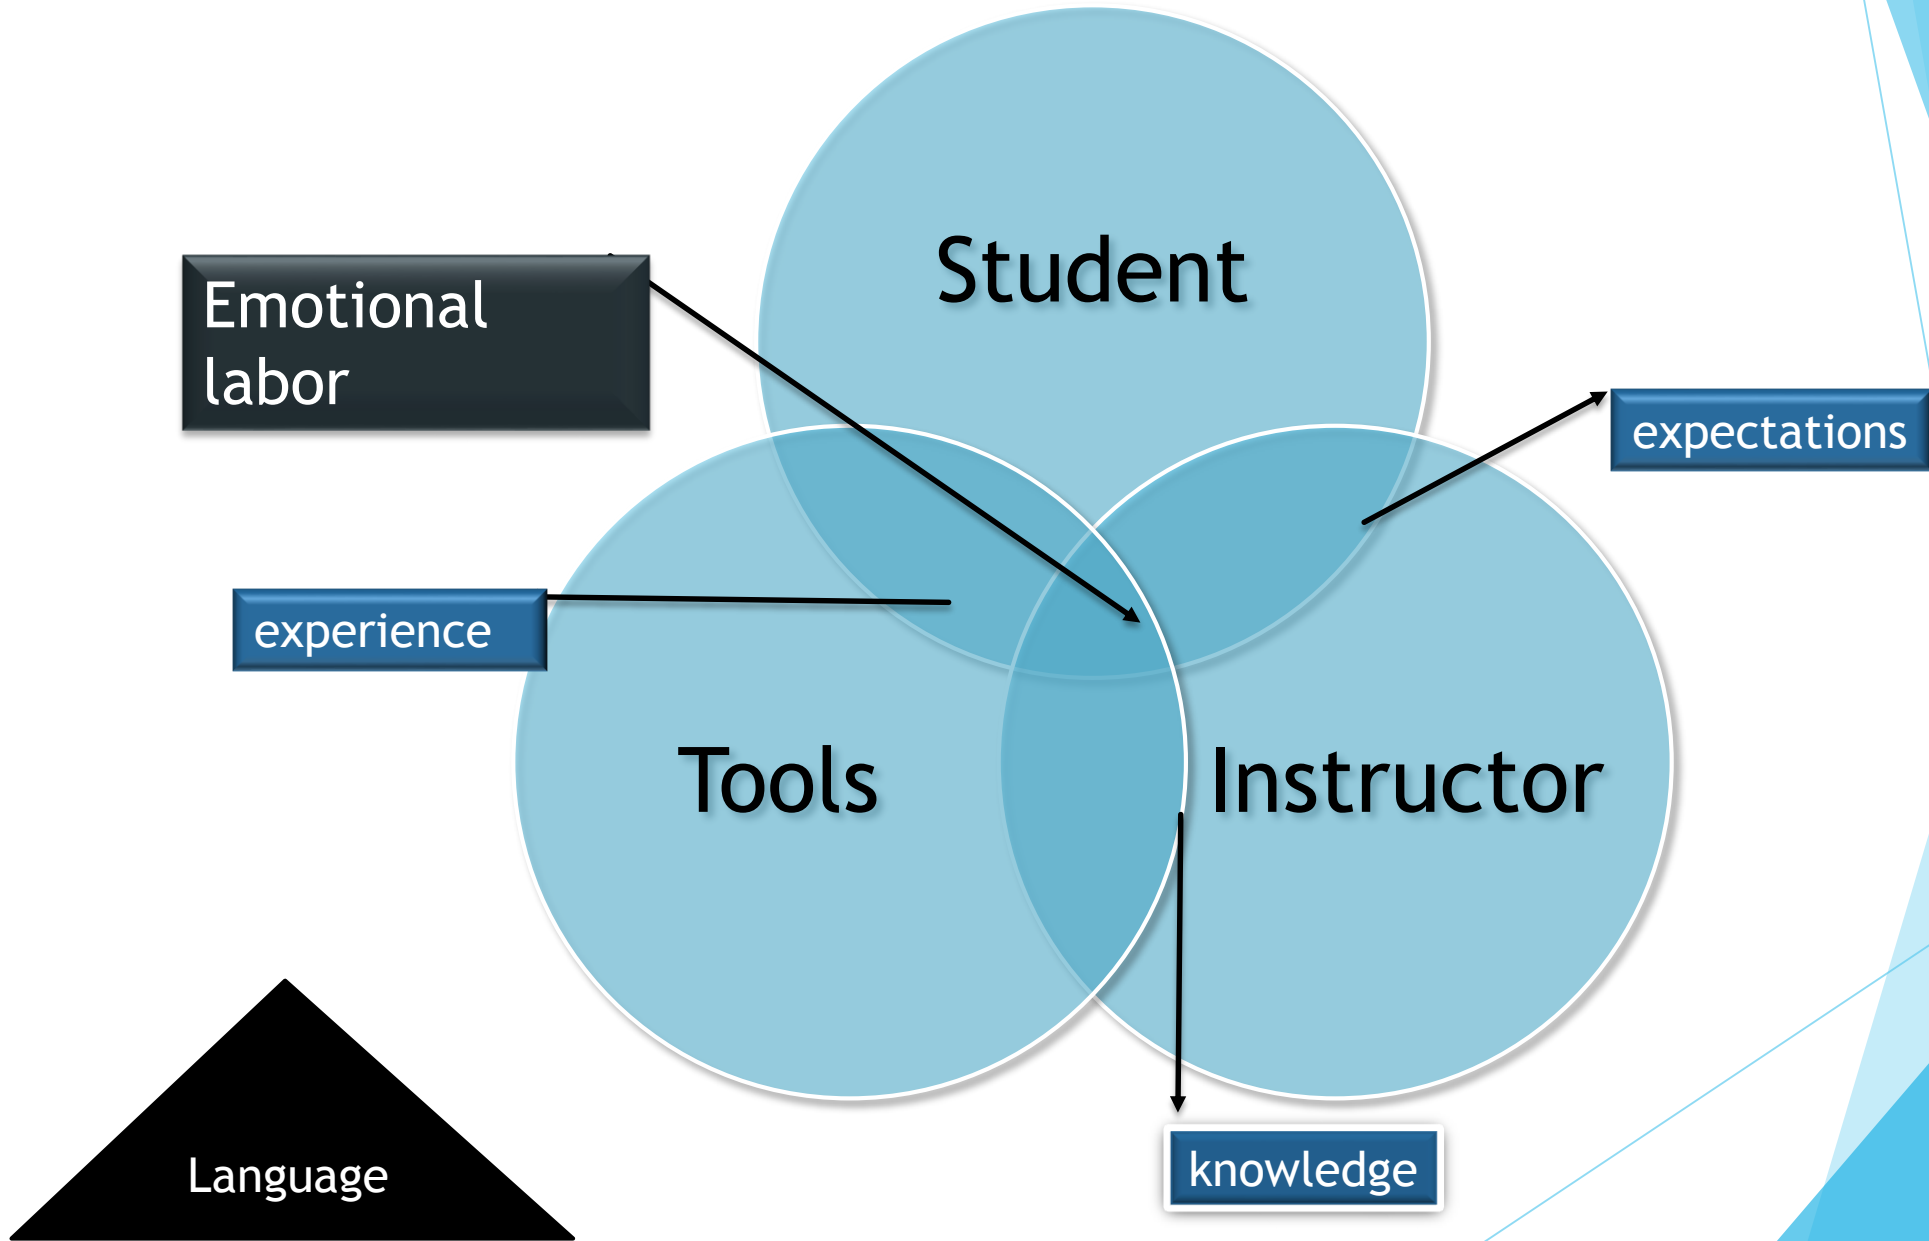 Student
Emotional
labor
expectations
experience
Tools
Instructor
Language
knowledge